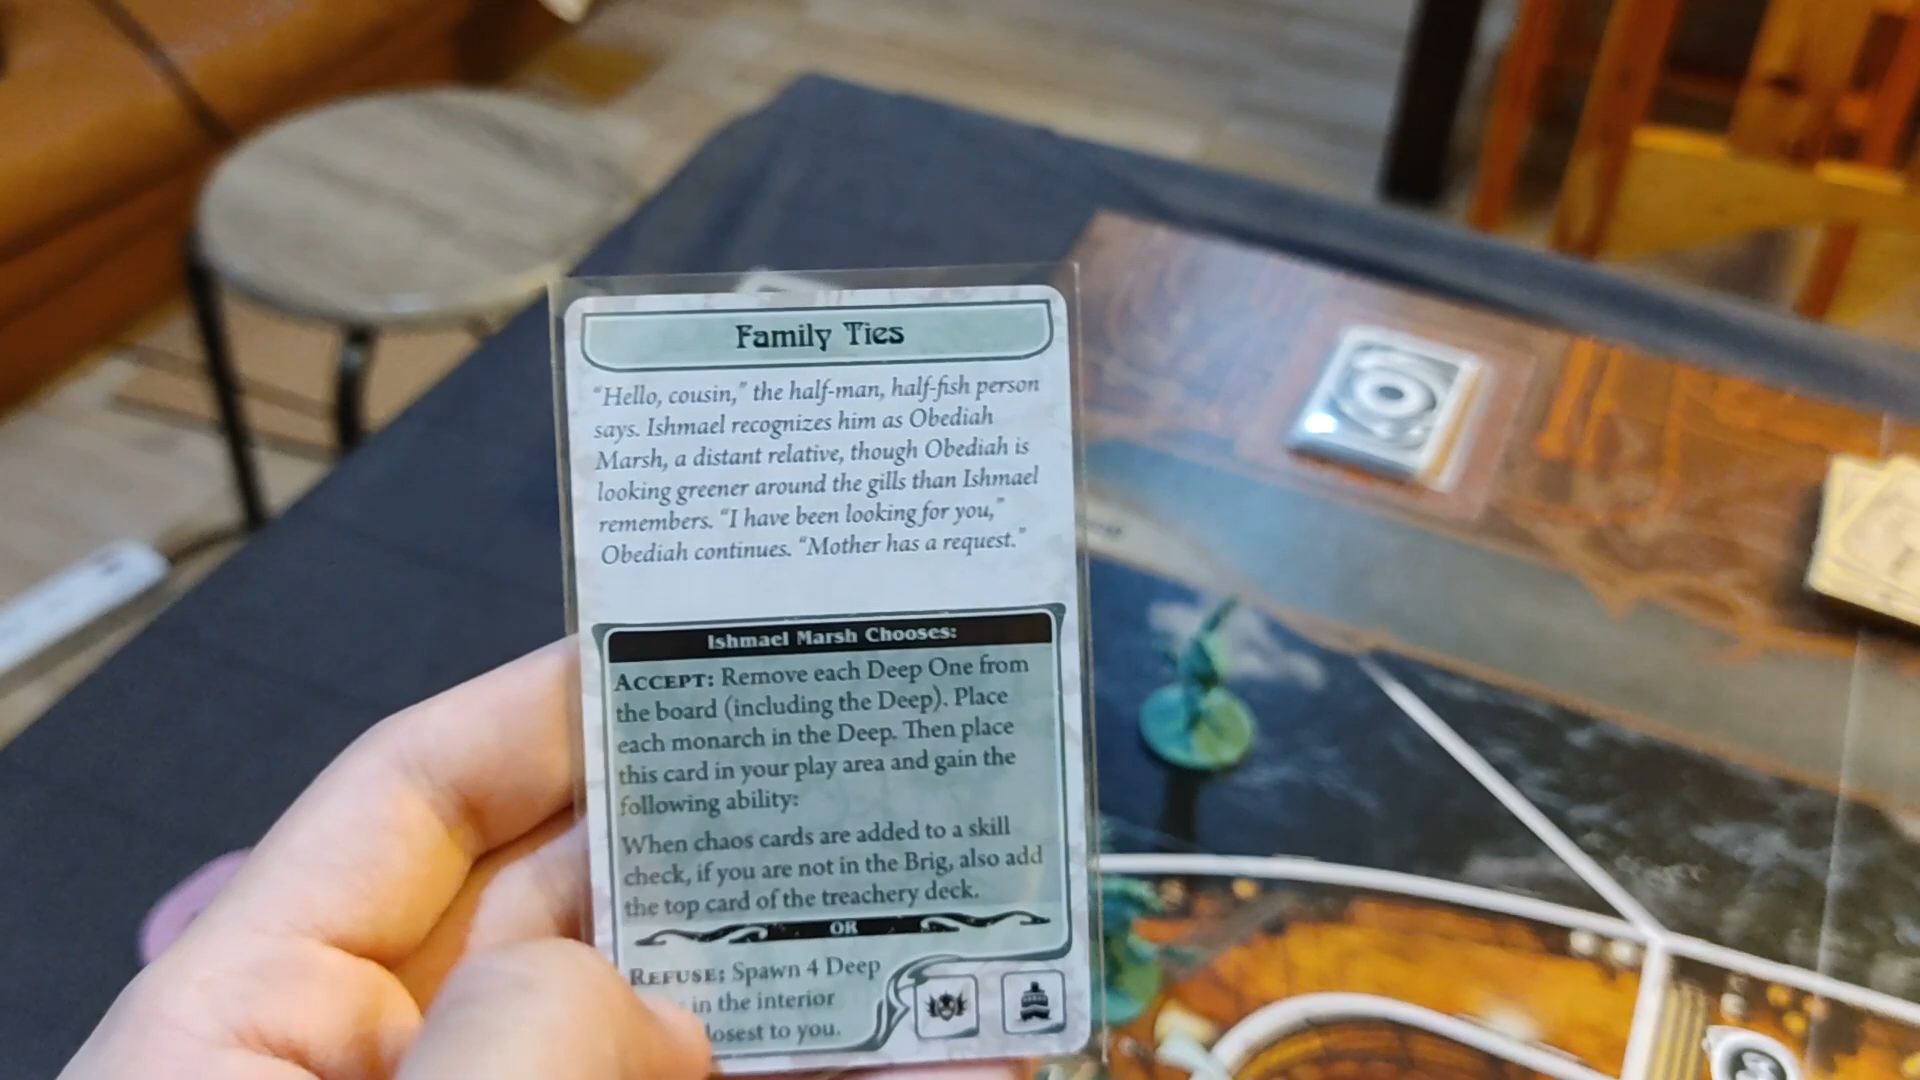 Family Ties
“Hello, cousin,” the half-man, half-fish person
says. Ishmael recognizes him as Obediah
Marsh, a distant relative, though Obediah is
looking greener around the gills than Ishmael
remembers. “I have been looking for you,”
Obediah continues. “Mother has a request.”
Ishmael Marsh Chooses:
ACCEPT: Remove each Deep One from
the board (including the Deep). Place
each monarch in the Deep. Then place
this card in your play area and gain the
following ability:
When chaos cards are added to a skill
check, if you are not in the Brig, also add
the top card of the treachery deck.
OR
REFUSE: Spawn 4 Deep
in the interior
to you.